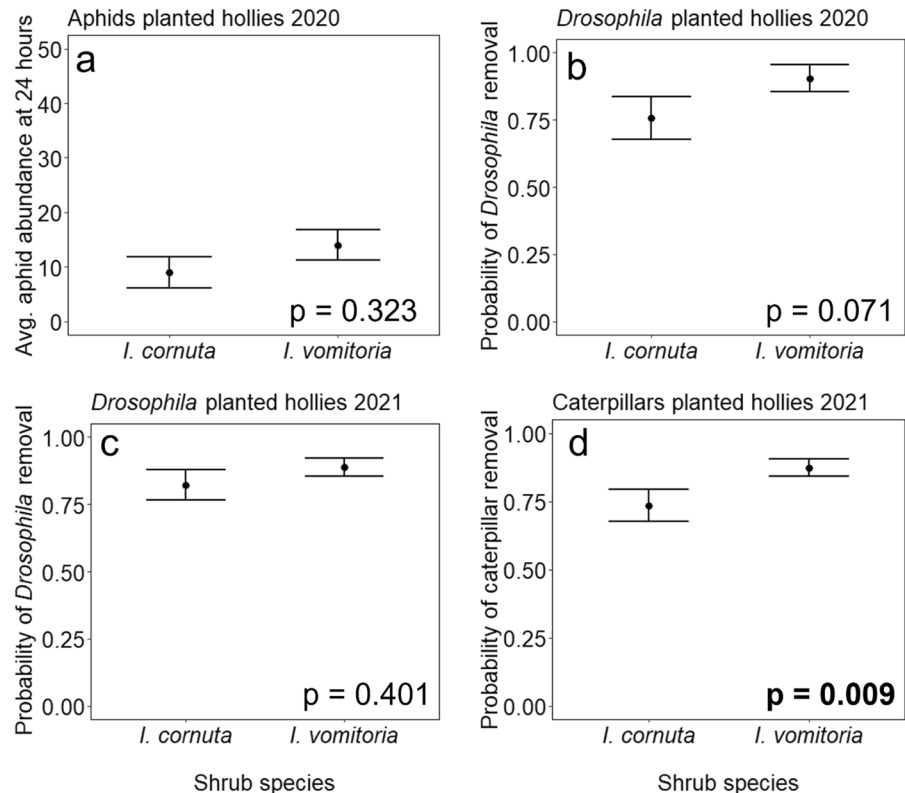 Aphids planted hollies 2020
a
Avg. aphid abundance at 24 hours
50
40
30
20
10
0
p = 0.323
I. cornuta
I. vomitoria
Drosophila planted hollies 2020
b
Probability of Drosophila removal
1.00
0.75
0.50
0.25
0.00
p = 0.071
I. cornuta
I. vomitoria
Drosophila planted hollies 2021
c
Probability of Drosophila removal
1.00
0.75
0.50
0.25
0.00
p = 0.401
I. cornuta
I. vomitoria
Shrub species
Caterpillars planted hollies 2021
d
Probability of caterpillar removal
1.00
0.75
0.50
0.25
0.00
p = 0.009
I. cornuta
I. vomitoria
Shrub species